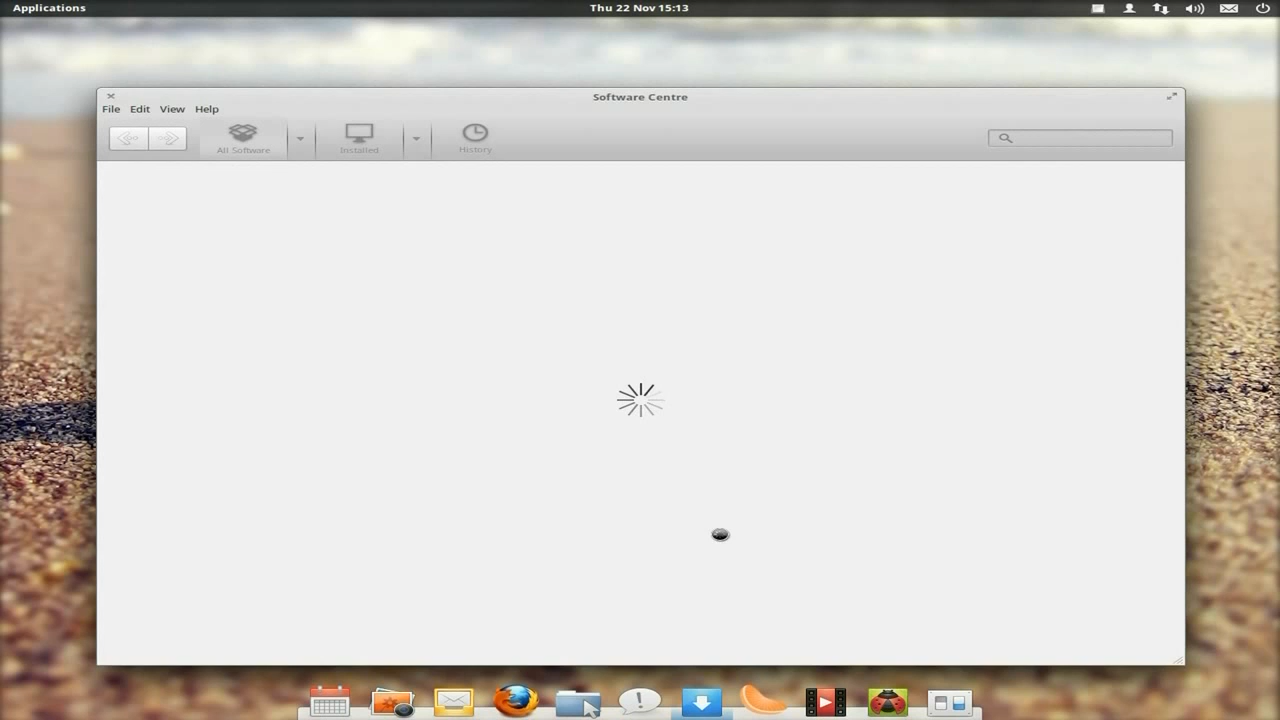 Applications
Thu 22 Nov 15:13
Software Centre
File Edit View Help
All Software
Installed
History